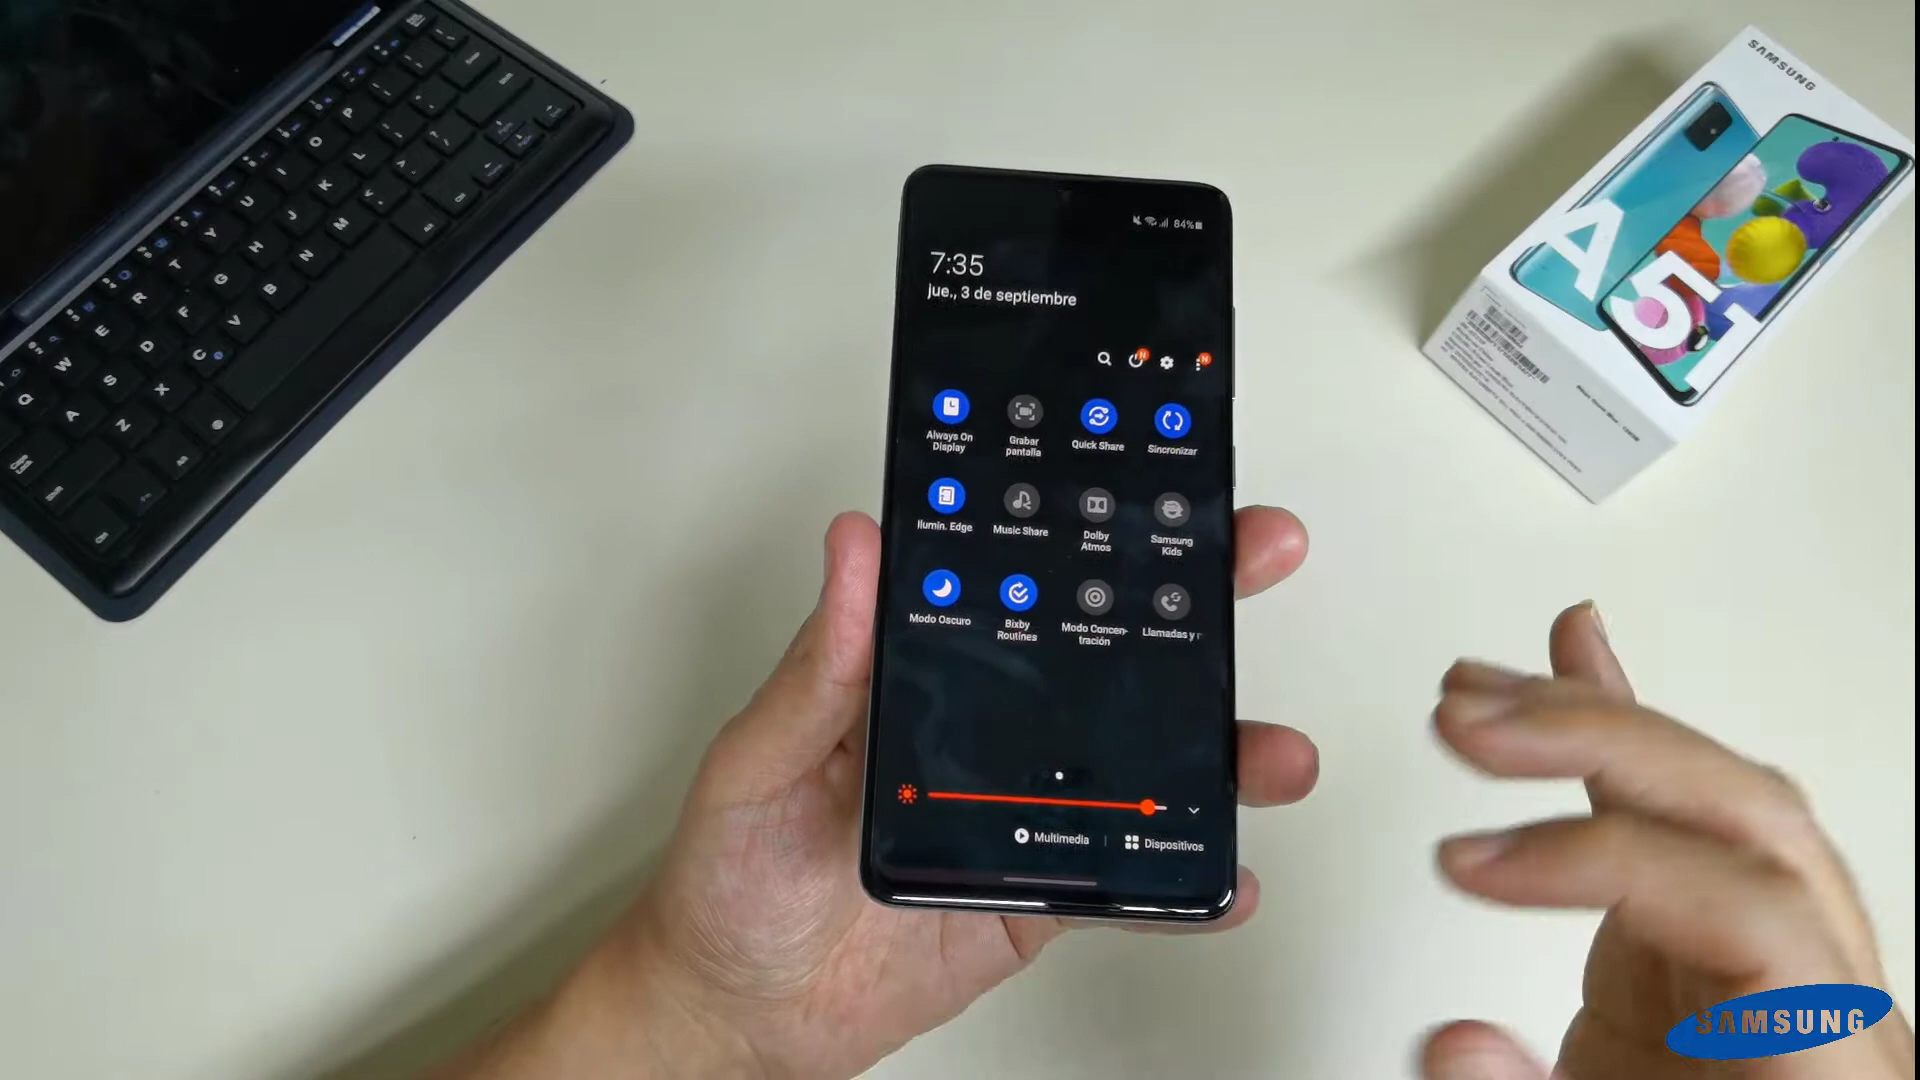 SAMSUNG
A51
84%
7:35
jue., 3 de septiembre
N
N
Always On
Display
Grabar
pantalla
Quick Share
Sincronizar
Ilumin. Edge
Music Share
Dolby
Atmos
Samsung
Kids
Modo Oscuro
Bixby
Routines
Modo Concen-
tración
Llamadas y
Multimedia
Dispositivos
Q W E R T Y U I O P
A S D F G H J K L
Z X C V B N M
SAMSUNG